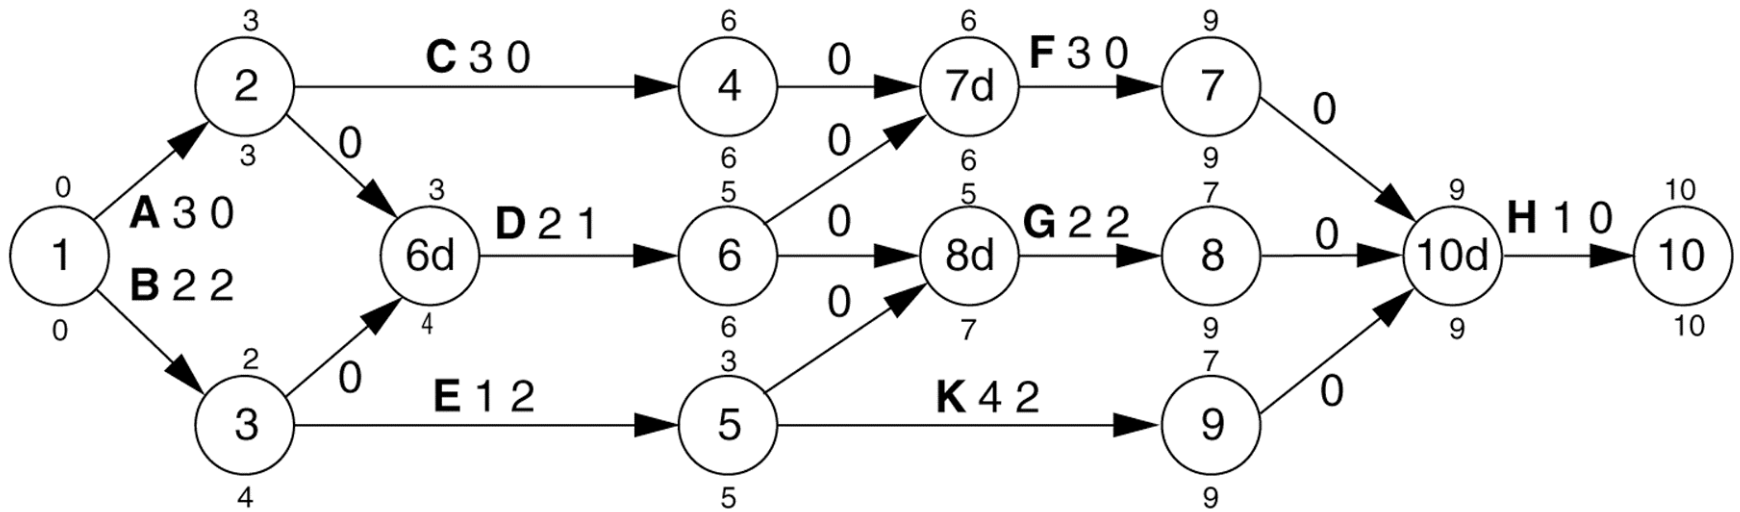 3 6 6 9
2 C 3 0 4 0 7d F 3 0 7
0 0 0
3 6 6 9
0 3 5 5 7 9 10
A 3 0 D 2 1 0 G 2 2 H 1 0
1 6d 6 8d 8 0 10d 10
B 2 2 0
0 4 6 7 9 9 10
2 0 3 7 0
E 1 2 K 4 2
3 5 9
4 5 9